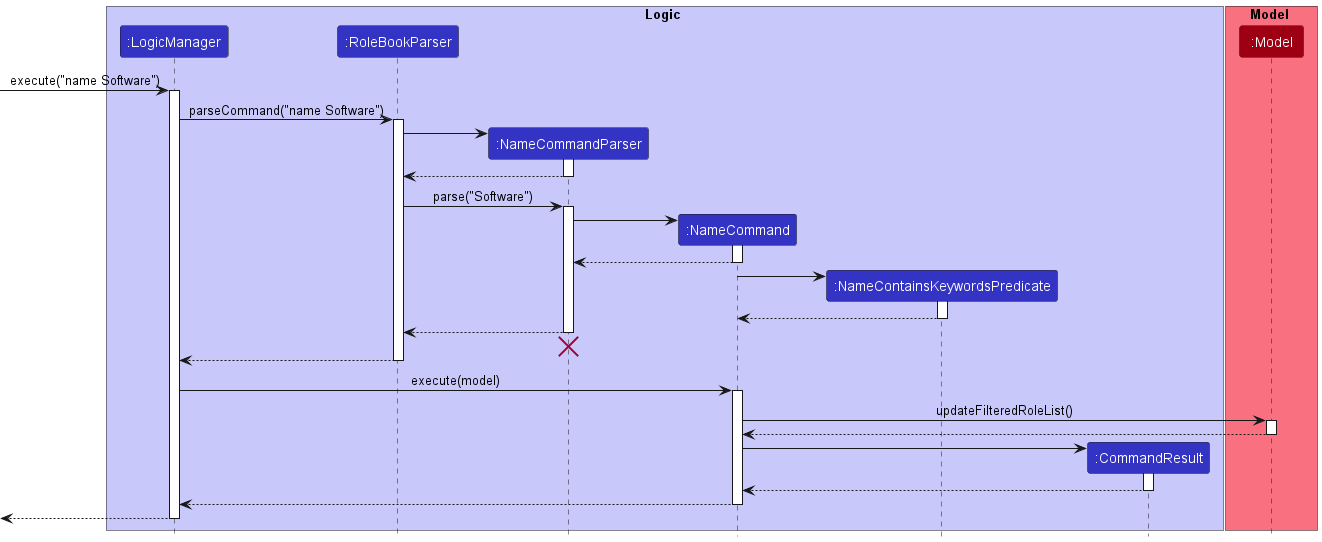 Logic
Model
:LogicManager
:RoleBookParser
:Model
execute("name Software")
parseCommand("name Software")
:NameCommandParser
parse("Software")
:NameCommand
:NameContainsKeywordsPredicate
execute(model)
updateFilteredRoleList()
:CommandResult